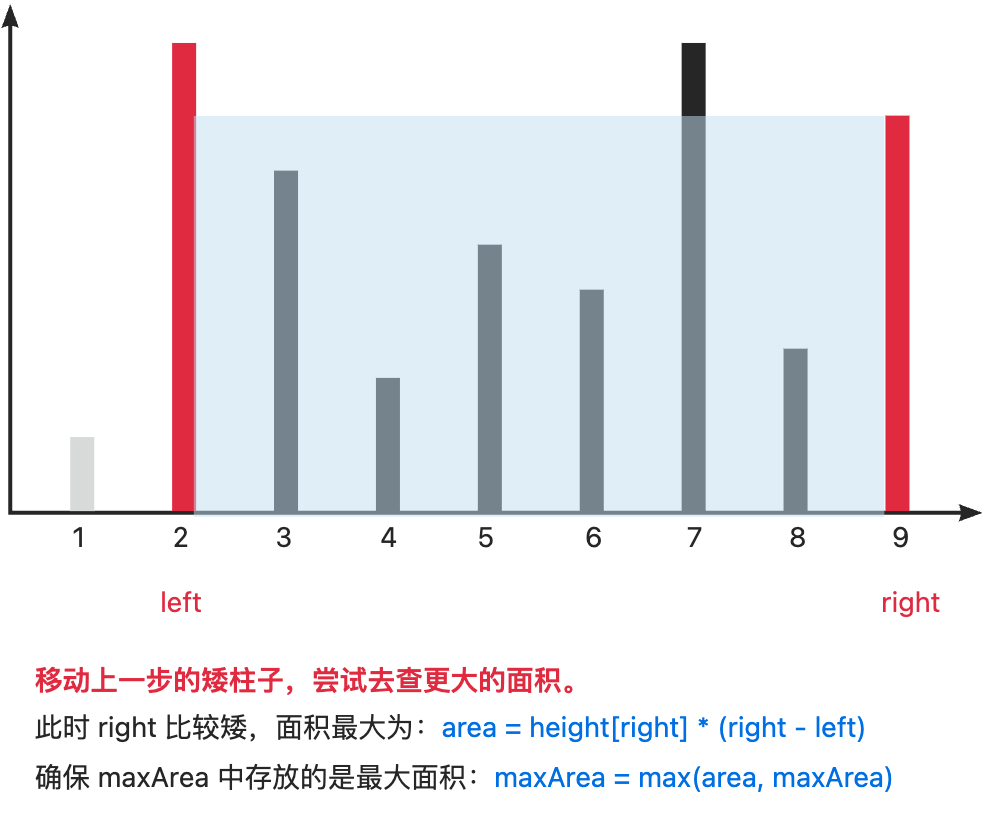 1 2 3 4 5 6 7 8 9
left right
移动上一步的矮柱子，尝试去查更大的面积。
此时 right 比较矮，面积最大为：area = height[right] * (right - left)
确保 maxArea 中存放的是最大面积：maxArea = max(area, maxArea)